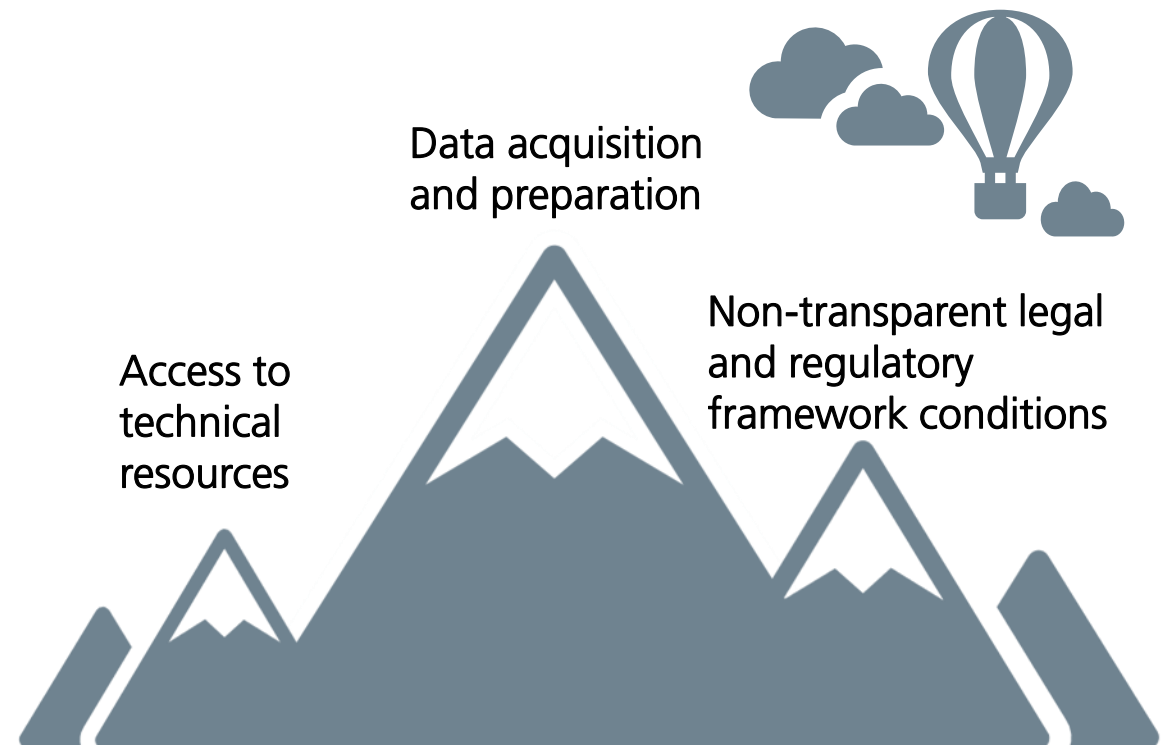 Data acquisition
and preparation
Non-transparent legal
and regulatory
framework conditions
Access to
technical
resources